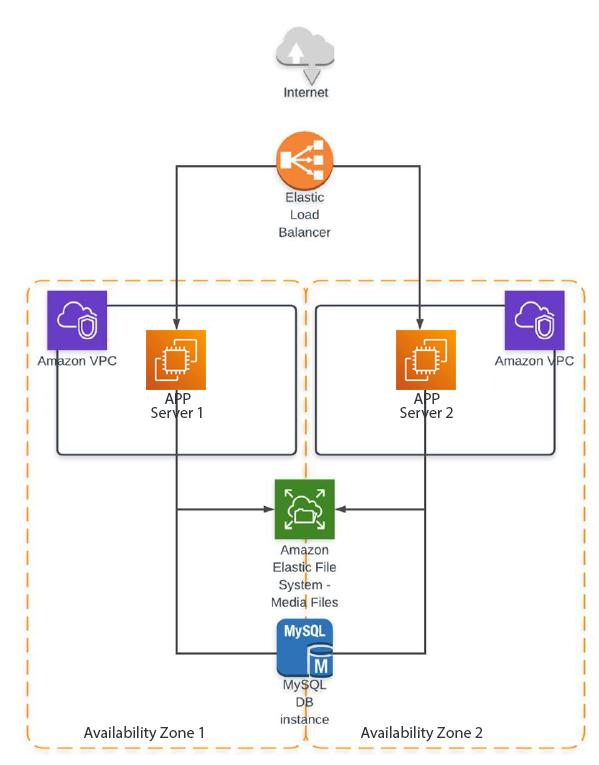 Internet
Elastic
Load
Balancer
Amazon VPC
Amazon VPC
APP
Server 1
APP
Server 2
Amazon
Elastic File
System -
Media Files
MySQL
M
MySQL
DB
instance
Availability Zone 1
Availability Zone 2